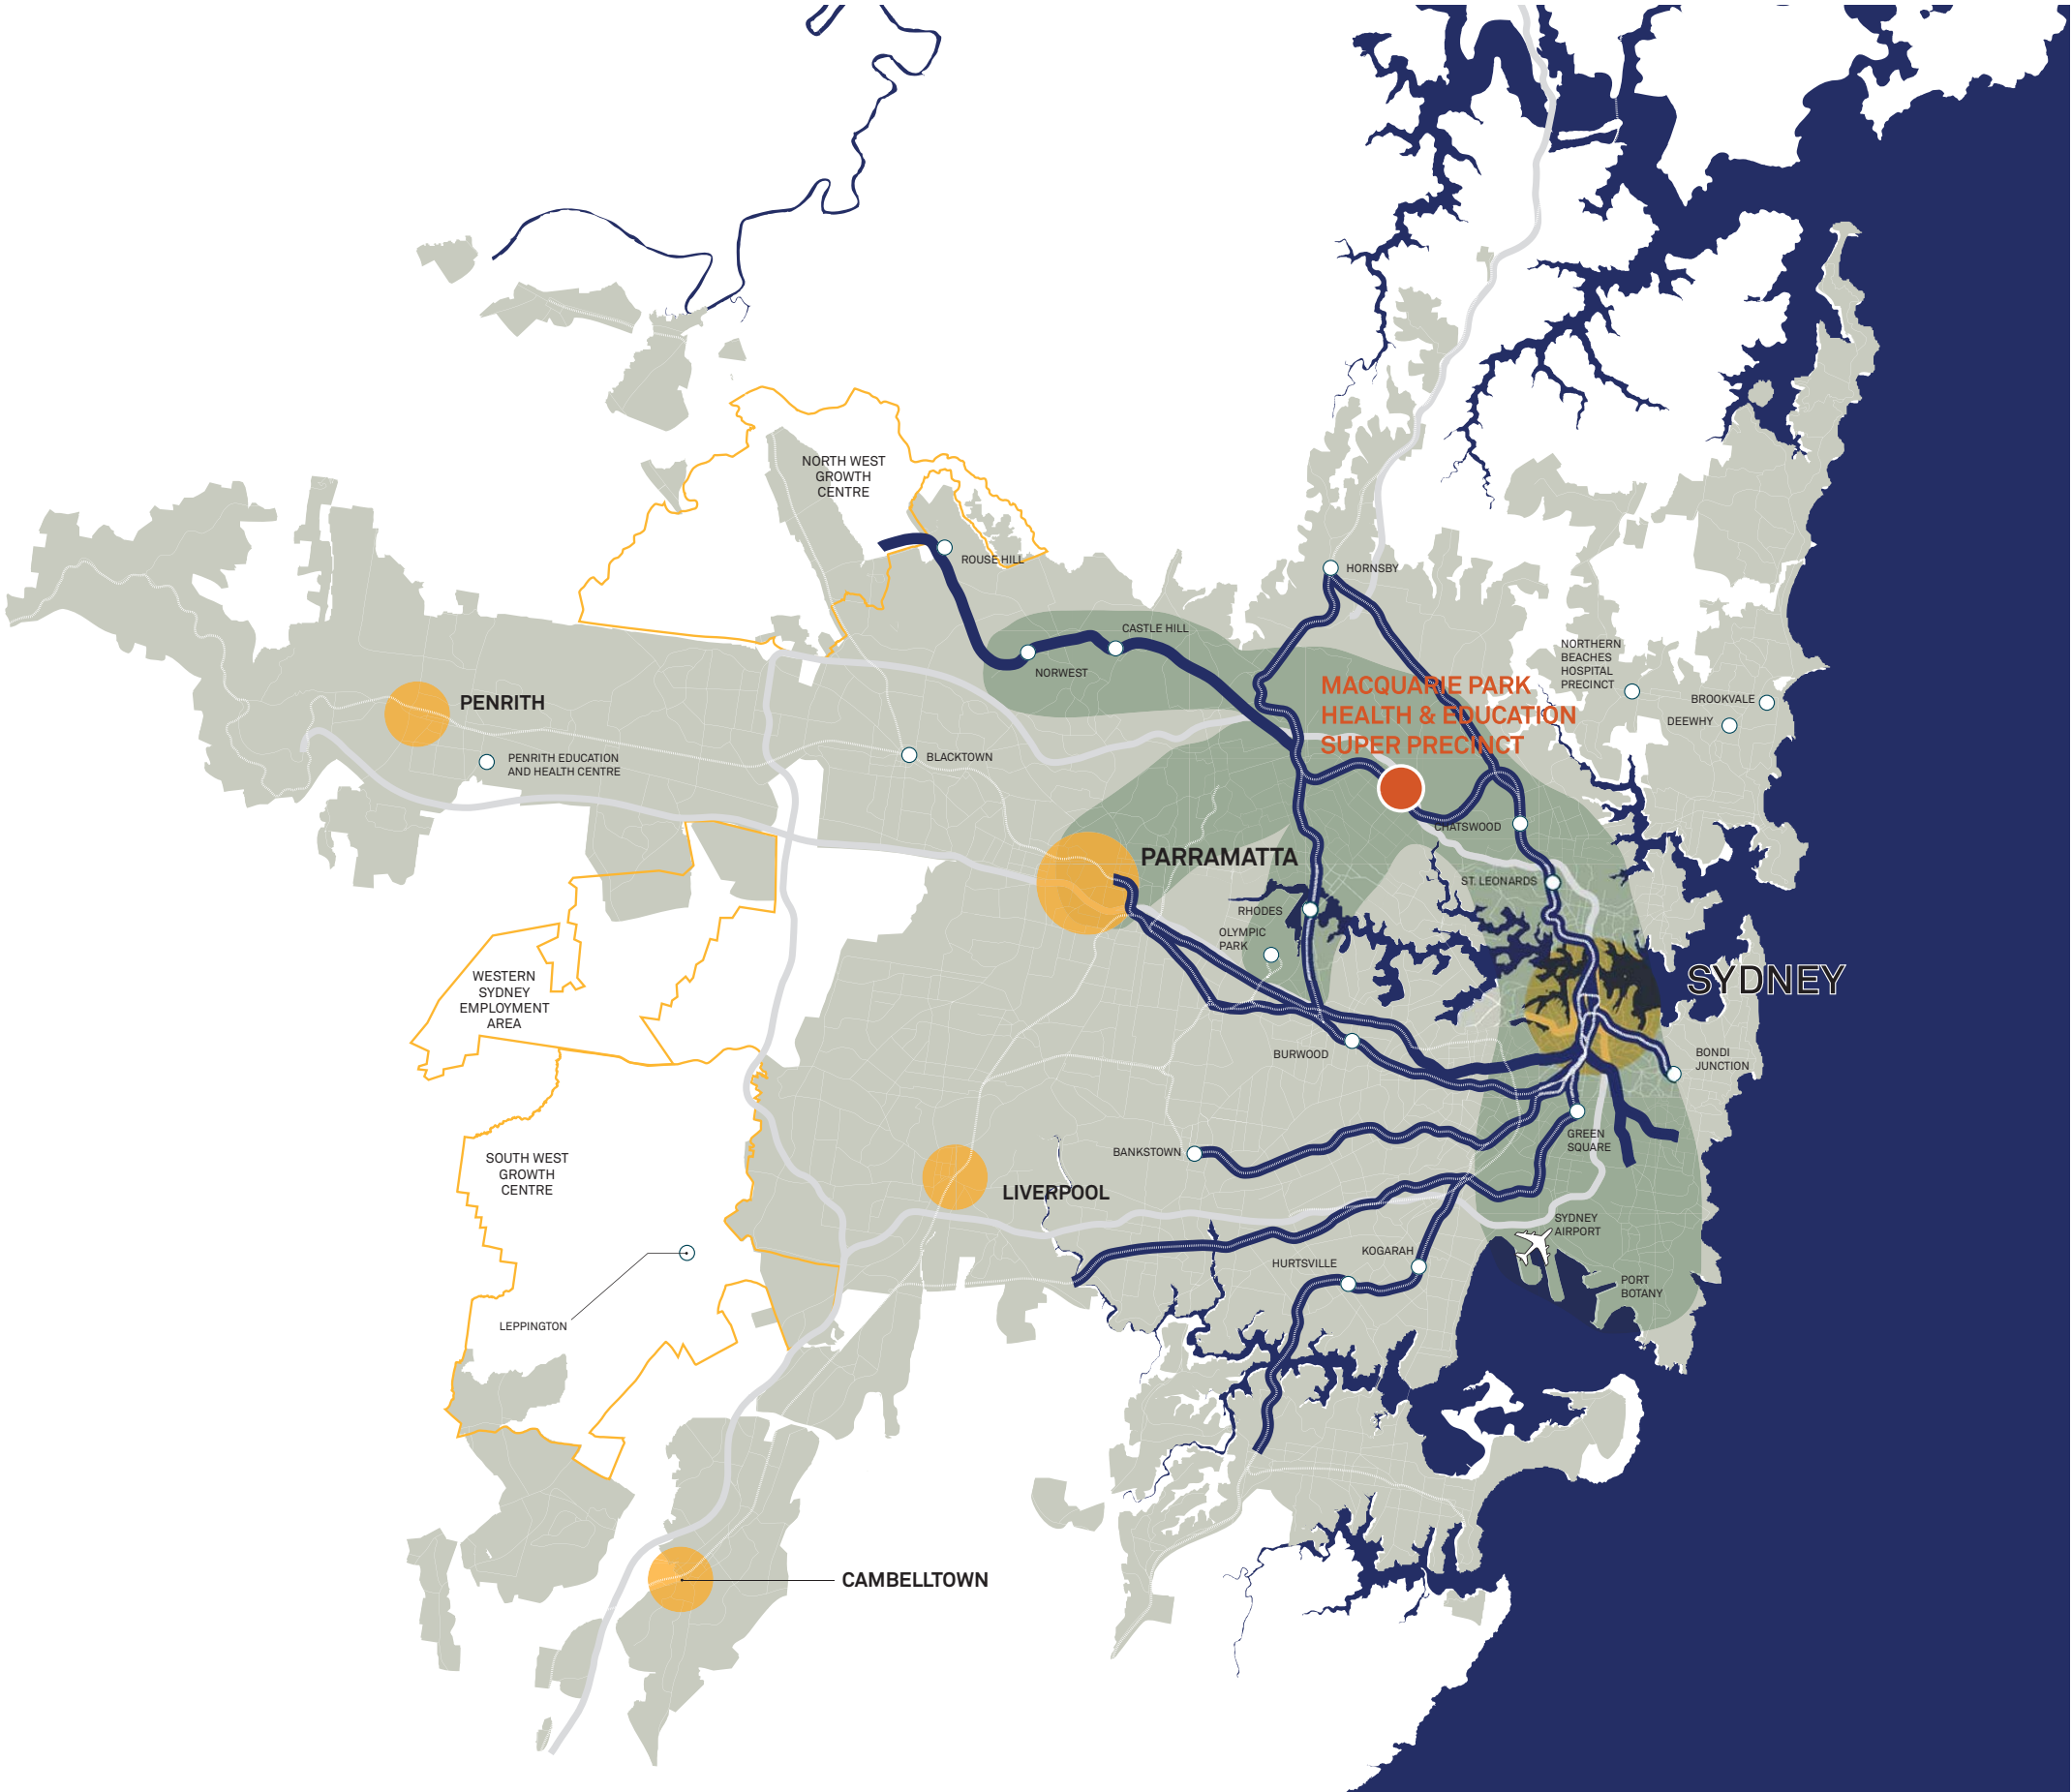 NORTH WEST
GROWTH
CENTRE
ROUSE HILL
HORNSBY
CASTLE HILL
NORWEST
NORTHERN
BEACHES
HOSPITAL
PRECINCT
BROOKVALE
DEEWHY
MACQUARIE PARK
HEALTH & EDUCATION
SUPER PRECINCT
PENRITH
PENRITH EDUCATION
AND HEALTH CENTRE
BLACKTOWN
CHATSWOOD
PARRAMATTA
ST. LEONARDS
RHODES
OLYMPIC
PARK
SYDNEY
WESTERN
SYDNEY
EMPLOYMENT
AREA
BURWOOD
BONDI
JUNCTION
GREEN
SQUARE
BANKSTOWN
SOUTH WEST
GROWTH
CENTRE
LIVERPOOL
SYDNEY
AIRPORT
KOGARAH
HURTSVILLE
PORT
BOTANY
LEPPINGTON
CAMBELLTOWN